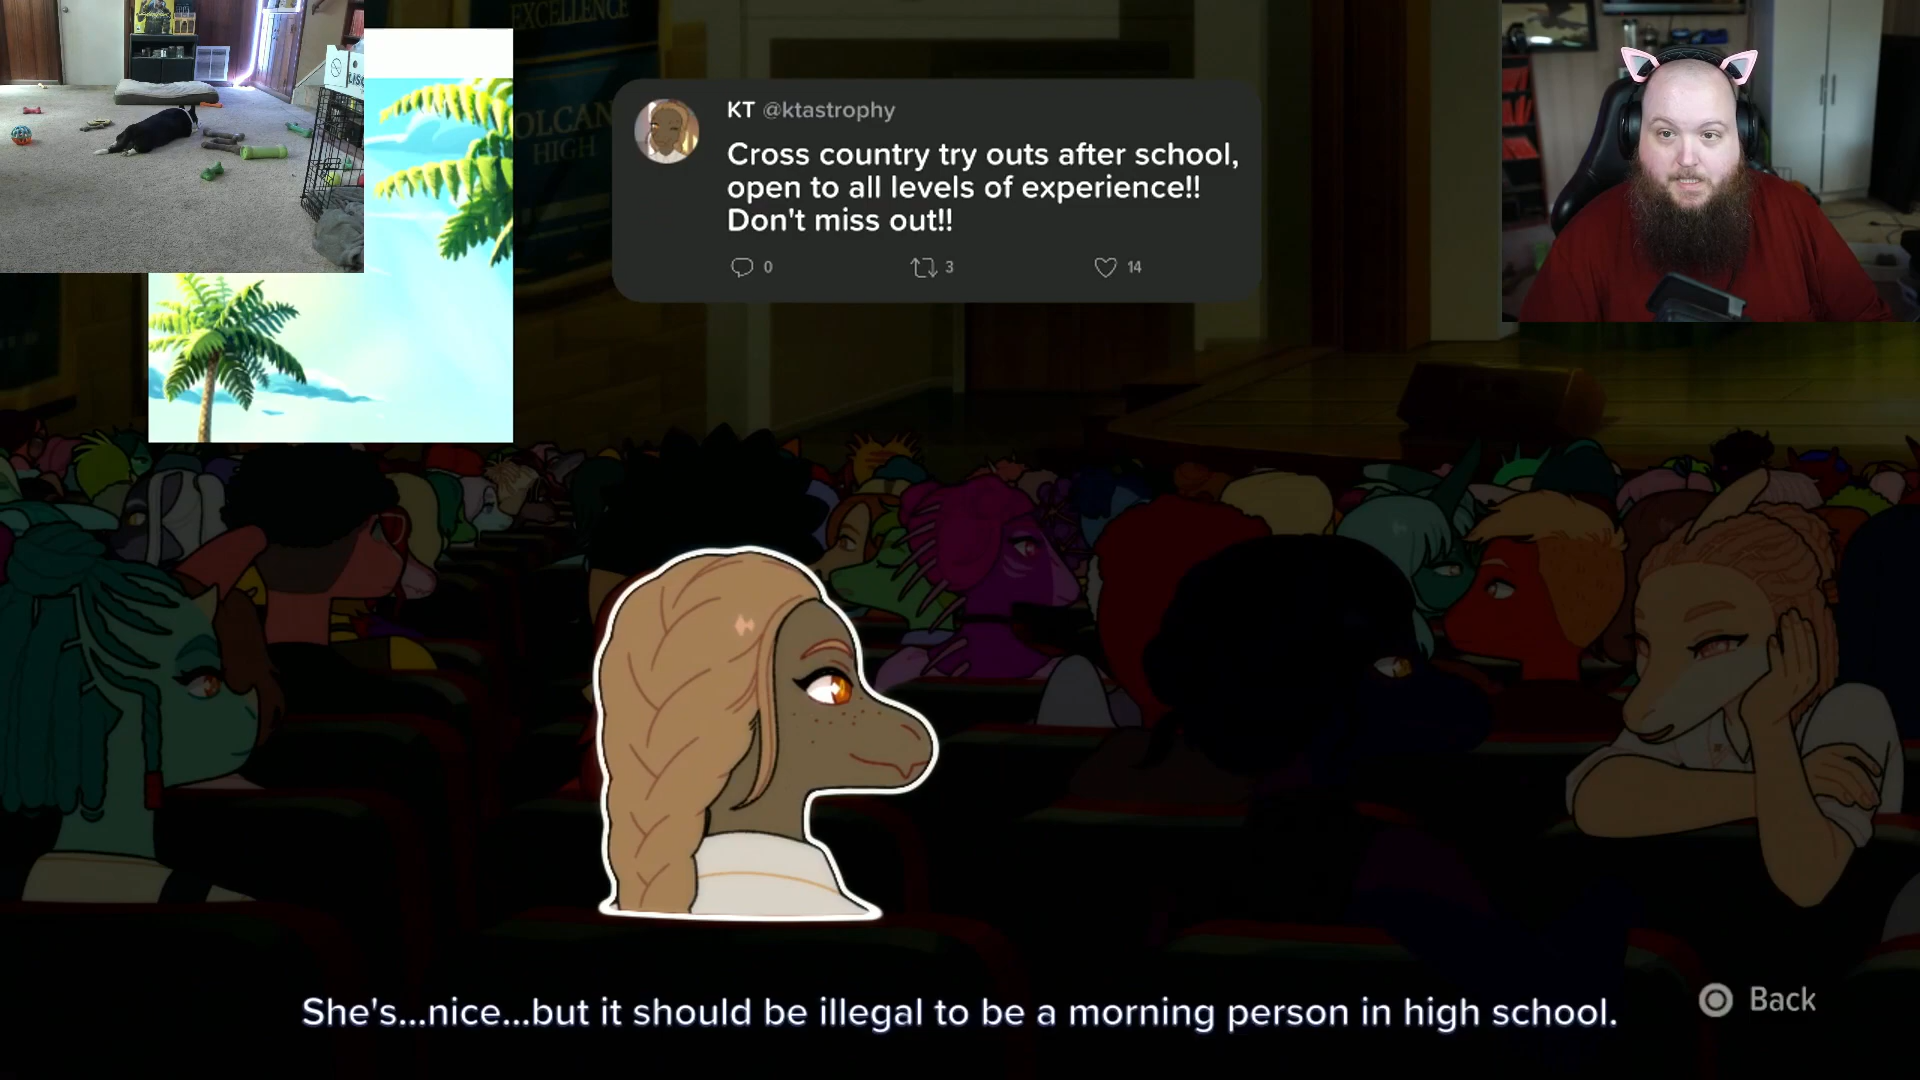 EXCELLENCE
VOLCANO
HIGH
KT @ktastrophy
Cross country try outs after school,
open to all levels of experience!!
Don't miss out!!
0 3 14
She's...nice...but it should be illegal to be a morning person in high school.
Back